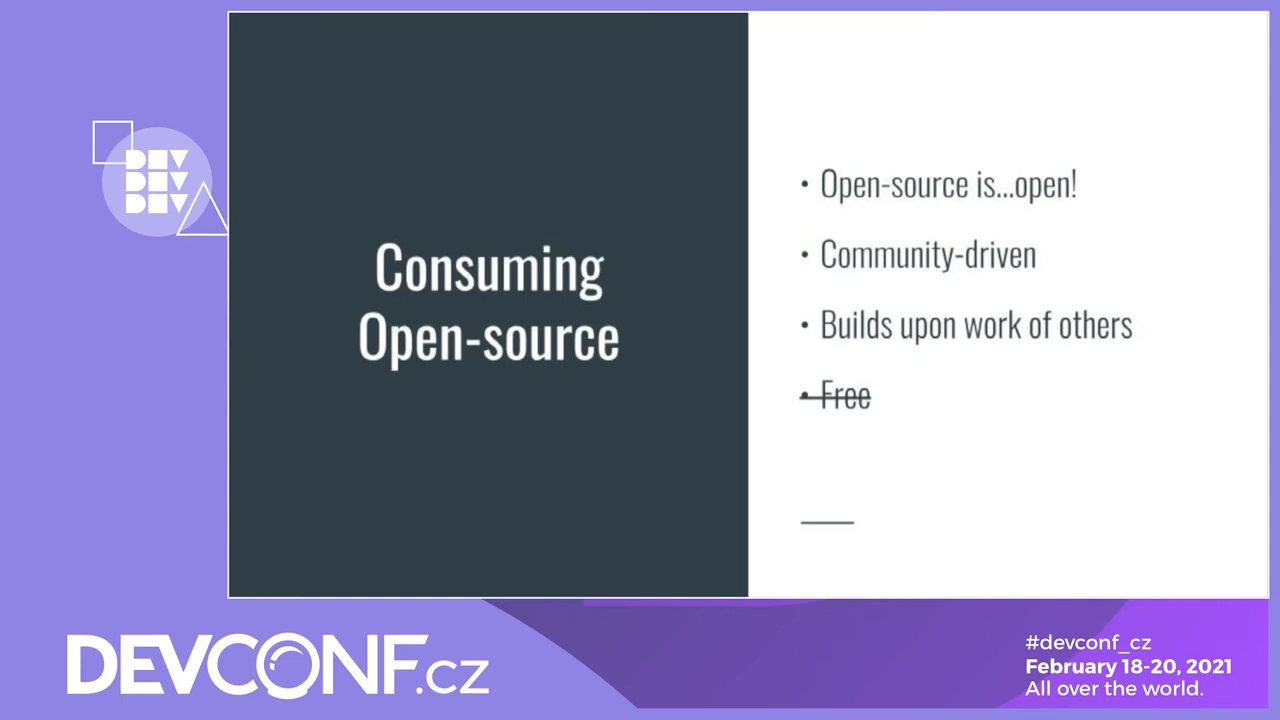 DEV
DEV
DEV
Consuming
Open-source
• Open-source is...open!
• Community-driven
• Builds upon work of others
• Free
DEVCONF.cz
#devconf_cz
February 18-20, 2021
All over the world.